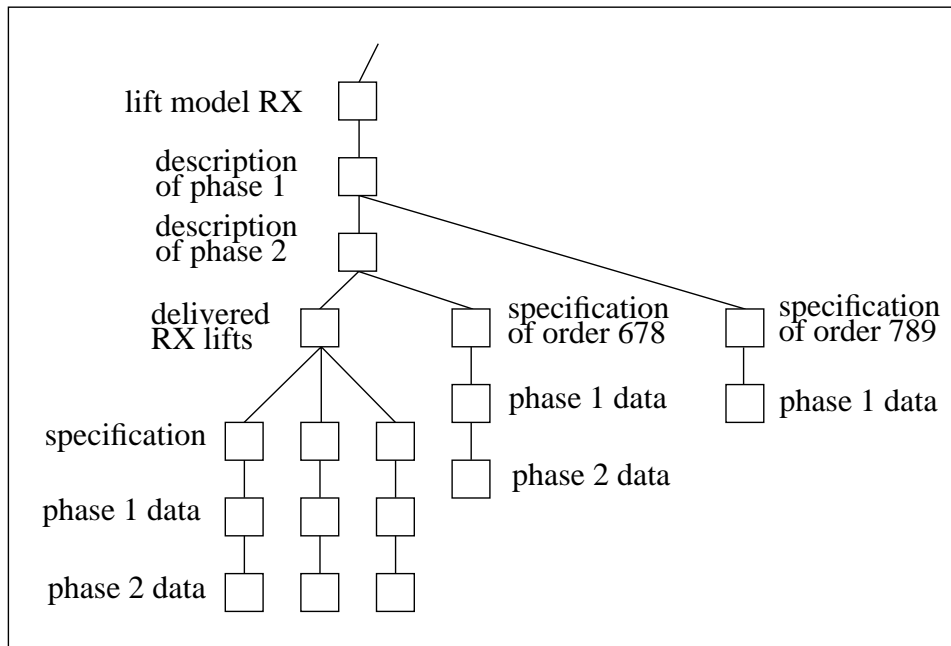 lift model RX
description
of phase 1
description
of phase 2
delivered
RX lifts
specification
of order 678
specification
of order 789
phase 1 data
phase 1 data
specification
phase 2 data
phase 1 data
phase 2 data